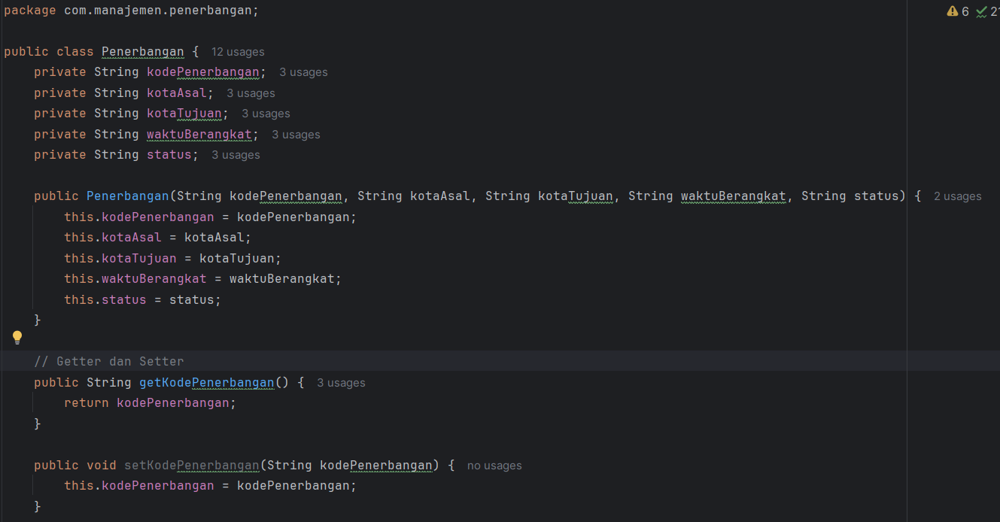 package com.manajemen.penerbangan;
6 21
public class Penerbangan { 12 usages
private String kodePenerbangan; 3 usages
private String kotaAsal; 3 usages
private String kotaTujuan; 3 usages
private String waktuBerangkat; 3 usages
private String status; 3 usages
public Penerbangan(String kodePenerbangan, String kotaAsal, String kotaTujuan, String waktuBerangkat, String status) { 2 usages
this.kodePenerbangan = kodePenerbangan;
this.kotaAsal = kotaAsal;
this.kotaTujuan = kotaTujuan;
this.waktuBerangkat = waktuBerangkat;
this.status = status;
}
// Getter dan Setter
public String getKodePenerbangan() { 3 usages
return kodePenerbangan;
}
public void setKodePenerbangan(String kodePenerbangan) { no usages
this.kodePenerbangan = kodePenerbangan;
}